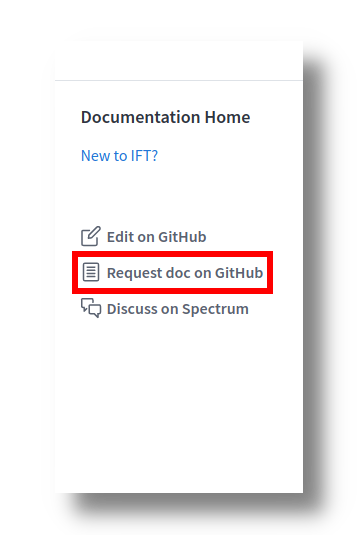 Documentation Home
New to IFT?
Edit on GitHub
Request doc on GitHub
Discuss on Spectrum